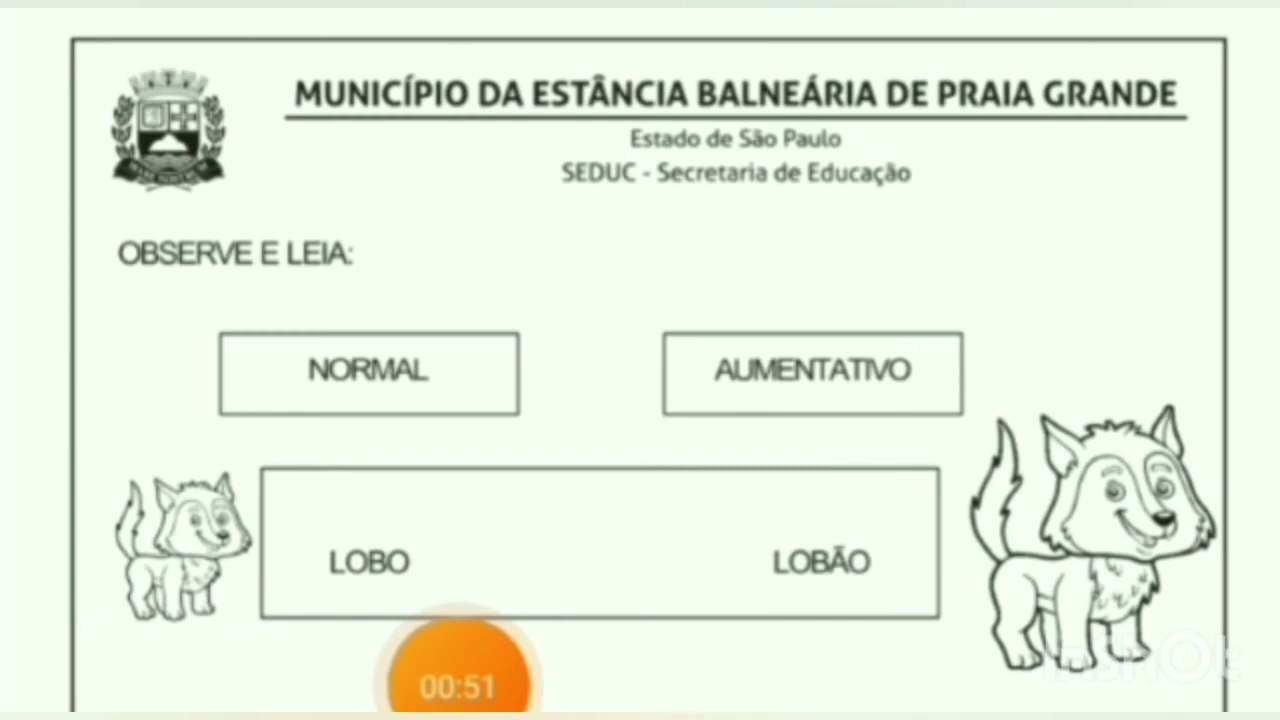 MUNICÍPIO DA ESTÂNCIA BALNEÁRIA DE PRAIA GRANDE
Estado de São Paulo
SEDUC - Secretaria de Educação
OBSERVE E LEIA:
NORMAL AUMENTATIVO
LOBO LOBÃO
00:51
InShOt